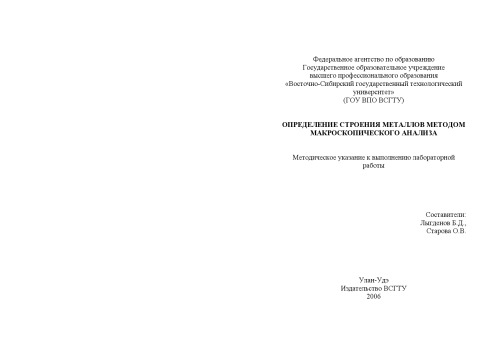 Федеральное агентство по образованию
Государственное образовательное учреждение
высшего профессионального образования
«Восточно-Сибирский государственный технологический
университет»
(ГОУ ВПО ВСГТУ)
ОПРЕДЕЛЕНИЕ СТРОЕНИЯ МЕТАЛЛОВ МЕТОДОМ
МАКРОСКОПИЧЕСКОГО АНАЛИЗА
Методическое указание к выполнению лабораторной
работы
Составители:
Лыгденов Б.Д.,
Старова О.В.
Улан-Удэ
Издательство ВСГТУ
2006